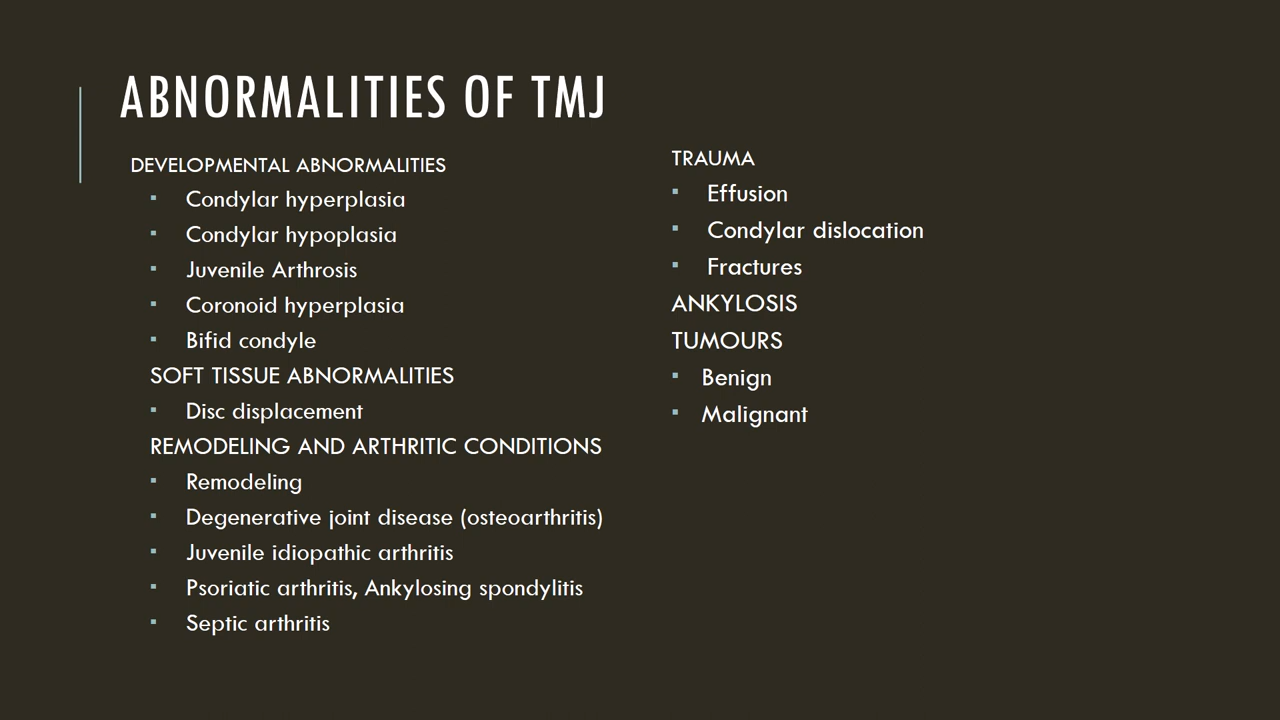 ABNORMALITIES OF TMJ
DEVELOPMENTAL ABNORMALITIES
▪ Condylar hyperplasia
▪ Condylar hypoplasia
▪ Juvenile Arthrosis
▪ Coronoid hyperplasia
▪ Bifid condyle
SOFT TISSUE ABNORMALITIES
▪ Disc displacement
REMODELING AND ARTHRITIC CONDITIONS
▪ Remodeling
▪ Degenerative joint disease (osteoarthritis)
▪ Juvenile idiopathic arthritis
▪ Psoriatic arthritis, Ankylosing spondylitis
▪ Septic arthritis
TRAUMA
▪ Effusion
▪ Condylar dislocation
▪ Fractures
ANKYLOSIS
TUMOURS
▪ Benign
▪ Malignant